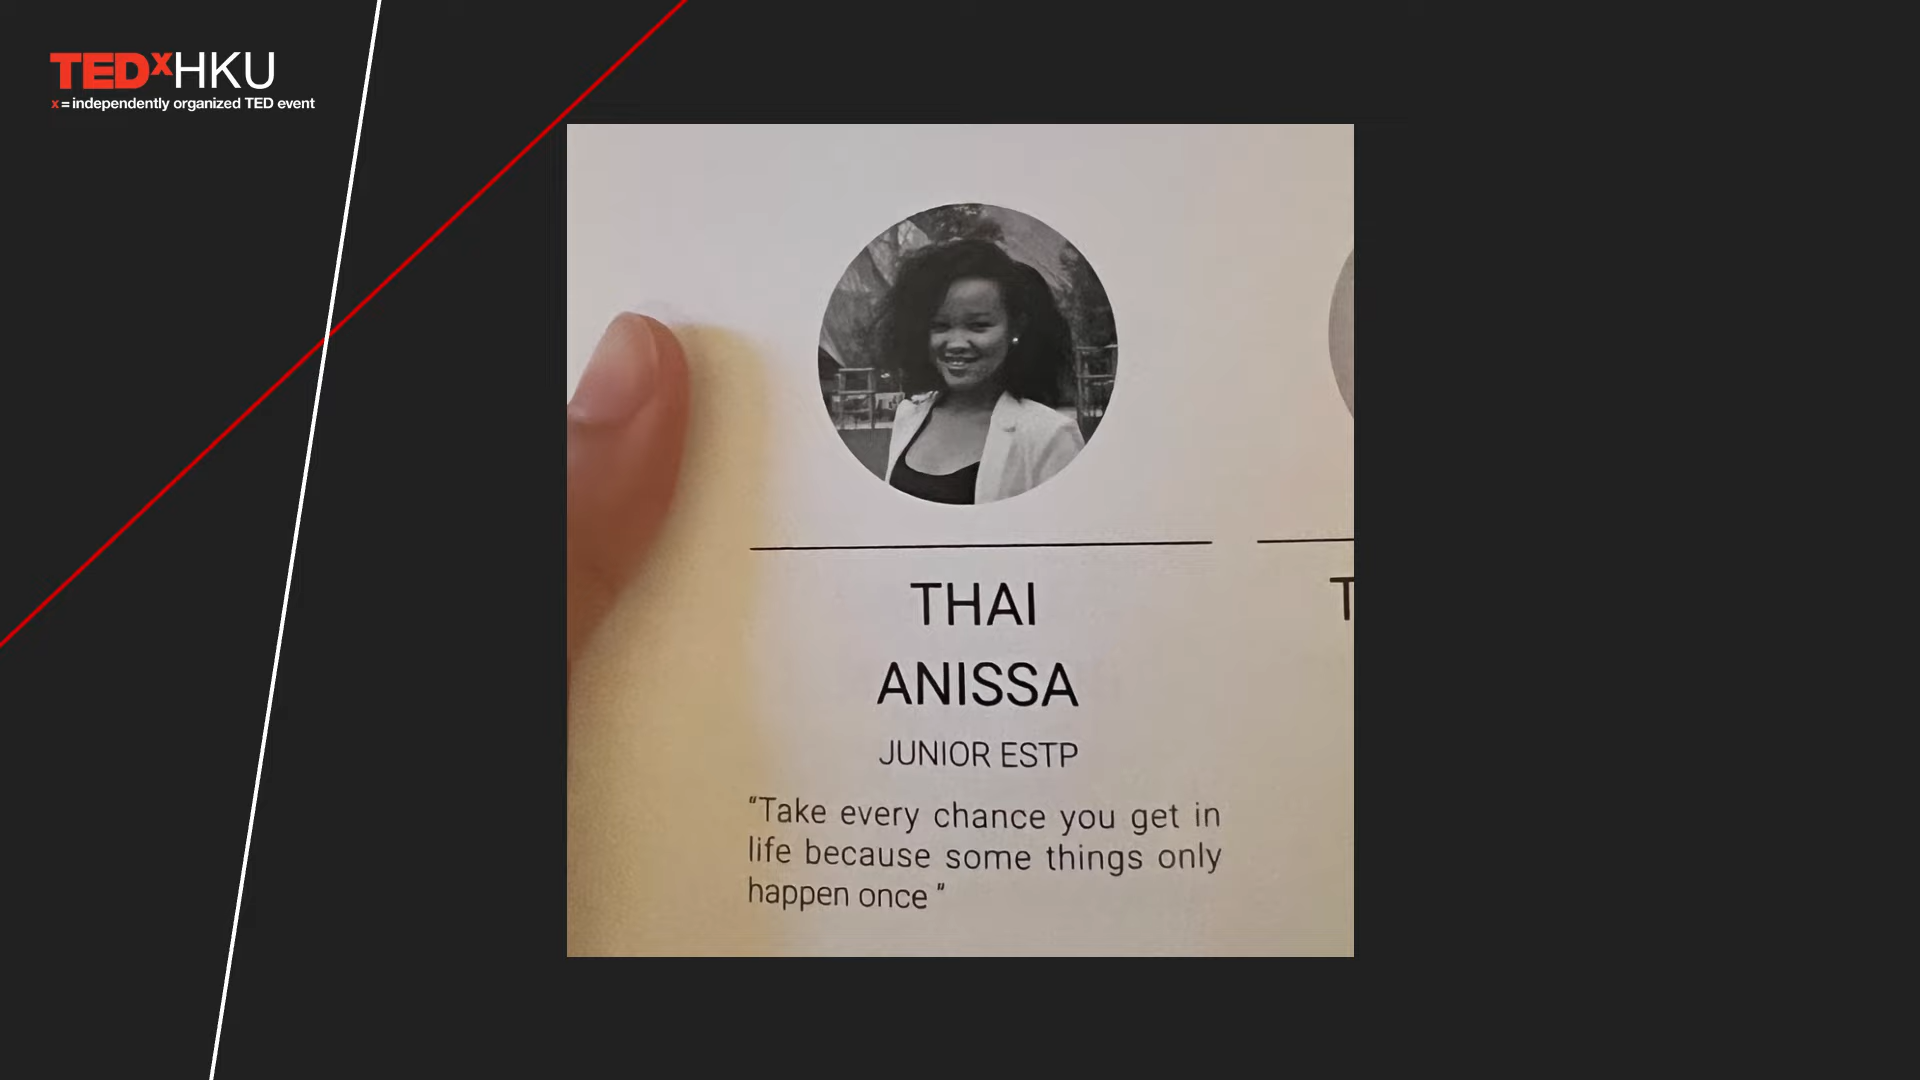 TEDxHKU
x = independently organized TED event
THAI
ANISSA
JUNIOR ESTP
“Take every chance you get in
life because some things only
happen once ”
T